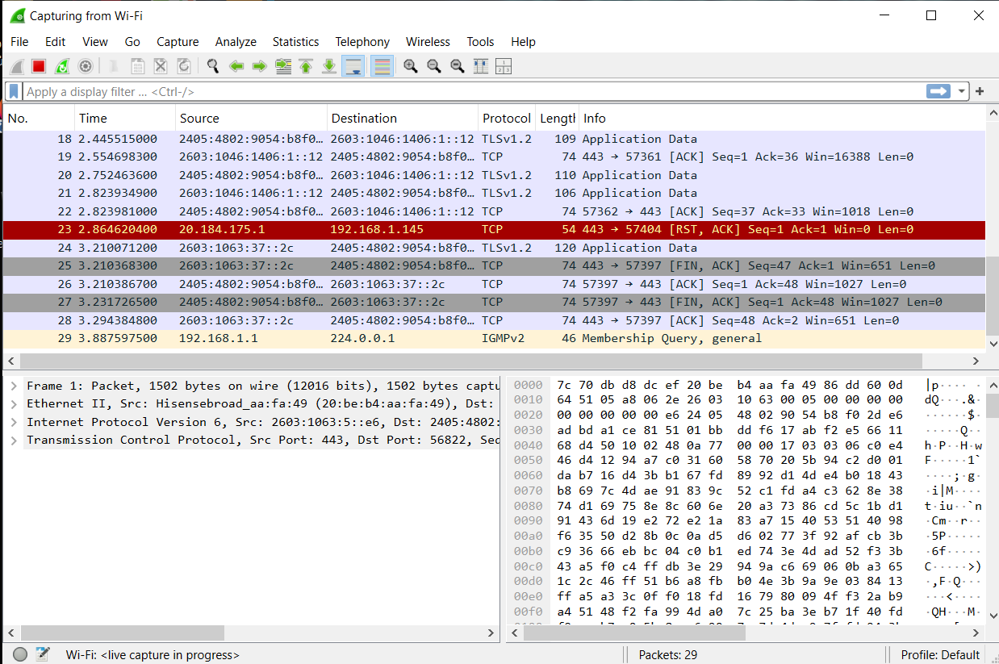 Capturing from Wi-Fi
File Edit View Go Capture Analyze Statistics Telephony Wireless Tools Help
Apply a display filter ... <Ctrl-/>
No. Time Source Destination Protocol Length Info
18 2.445515000 2405:4802:9054:b8f0… 2603:1046:1406:1::12 TLSv1.2 109 Application Data
19 2.554698300 2603:1046:1406:1::12 2405:4802:9054:b8f0… TCP 74 443 → 57361 [ACK] Seq=1 Ack=36 Win=16388 Len=0
20 2.752463600 2405:4802:9054:b8f0… 2603:1046:1406:1::12 TLSv1.2 110 Application Data
21 2.823934900 2603:1046:1406:1::12 2405:4802:9054:b8f0… TLSv1.2 106 Application Data
22 2.823981000 2405:4802:9054:b8f0… 2603:1046:1406:1::12 TCP 74 57362 → 443 [ACK] Seq=37 Ack=33 Win=1018 Len=0
23 2.864620400 20.184.175.1 192.168.1.145 TCP 54 443 → 57404 [RST, ACK] Seq=1 Ack=1 Win=0 Len=0
24 3.210071200 2603:1063:37::2c 2405:4802:9054:b8f0… TLSv1.2 120 Application Data
25 3.210368300 2603:1063:37::2c 2405:4802:9054:b8f0… TCP 74 443 → 57397 [FIN, ACK] Seq=47 Ack=1 Win=651 Len=0
26 3.210386700 2405:4802:9054:b8f0… 2603:1063:37::2c TCP 74 57397 → 443 [ACK] Seq=1 Ack=48 Win=1027 Len=0
27 3.231726500 2405:4802:9054:b8f0… 2603:1063:37::2c TCP 74 57397 → 443 [FIN, ACK] Seq=1 Ack=48 Win=1027 Len=0
28 3.294384800 2603:1063:37::2c 2405:4802:9054:b8f0… TCP 74 443 → 57397 [ACK] Seq=48 Ack=2 Win=651 Len=0
29 3.887597500 192.168.1.1 224.0.0.1 IGMPv2 46 Membership Query, general
Frame 1: Packet, 1502 bytes on wire (12016 bits), 1502 bytes captu
Ethernet II, Src: Hisensebroad_aa:fa:49 (20:be:b4:aa:fa:49), Dst:
Internet Protocol Version 6, Src: 2603:1063:5::e6, Dst: 2405:4802:
Transmission Control Protocol, Src Port: 443, Dst Port: 56822, Sec
0000 7c 70 db d8 dc ef 20 be b4 aa fa 49 86 dd 60 0d |p···· ·
0010 64 51 05 a8 06 2e 26 03 10 63 00 05 00 00 00 00 dQ···.&·
0020 00 00 00 00 00 e6 24 05 48 02 90 54 b8 f0 2d e6 ······$·
0030 ad bd a1 ce 81 51 01 bb dd f6 17 ab f2 e5 66 11 ·····Q··
0040 68 d4 50 10 02 48 0a 77 00 00 17 03 03 06 c0 e4 h·P··H·w
0050 46 d4 12 94 a7 c0 31 60 58 70 20 5b 94 c2 d0 01 F·····1`
0060 da b7 16 d4 3b b1 67 fd 89 92 d1 4d e4 b0 18 43 ····;·g·
0070 b8 69 7c 4d ae 91 83 9c 52 c1 fd a4 c3 62 8e 38 ·i|M····
0080 74 d1 69 75 8e 8c 60 6e 20 a3 73 86 cd 5c 1b d1 t·iu··`n
0090 91 43 6d 19 e2 72 e2 1a 83 a7 15 40 53 51 40 98 ·Cm··r··
00a0 f6 35 50 d2 8b 0c 0a d5 d6 02 77 3f 92 af cb 3b ·5P·····
00b0 c9 36 66 eb bc 04 c0 b1 ed 74 3e 4d ad 52 f3 3b ·6f·····
00c0 43 a5 f0 c4 ff db 3e 29 94 9a c6 69 06 0b a3 65 C·····>)
00d0 1c 2c 46 ff 51 b6 a8 fb b0 4e 3b 9a 9e 03 84 13 ·,F·Q···
00e0 ff a5 a3 3c 0f f0 18 fd 16 79 80 09 4f f3 2a b9 ···<····
00f0 a4 51 48 f2 fa 99 4d a0 7c 25 ba 3e b7 1f 40 fd ·QH···M·
Wi-Fi: <live capture in progress> Packets: 29 Profile: Default